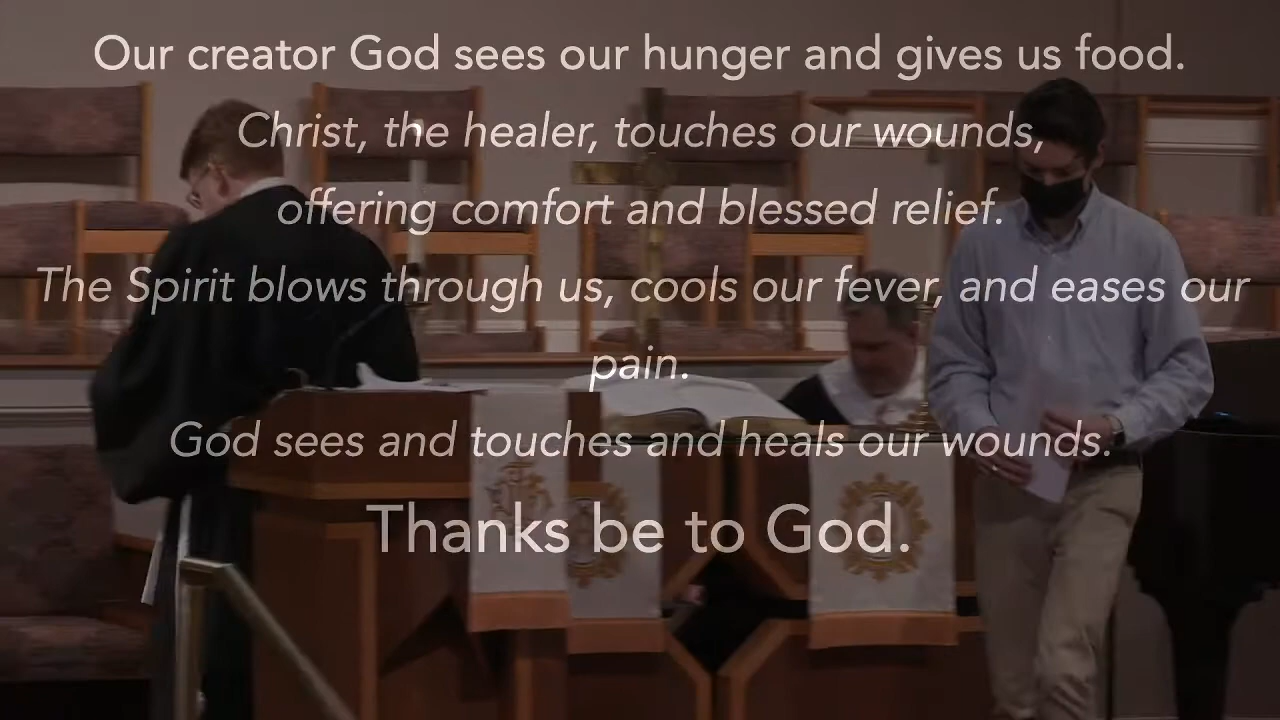 Our creator God sees our hunger and gives us food.
Christ, the healer, touches our wounds,
offering comfort and blessed relief.
The Spirit blows through us, cools our fever, and eases our
pain.
God sees and touches and heals our wounds.
Thanks be to God.